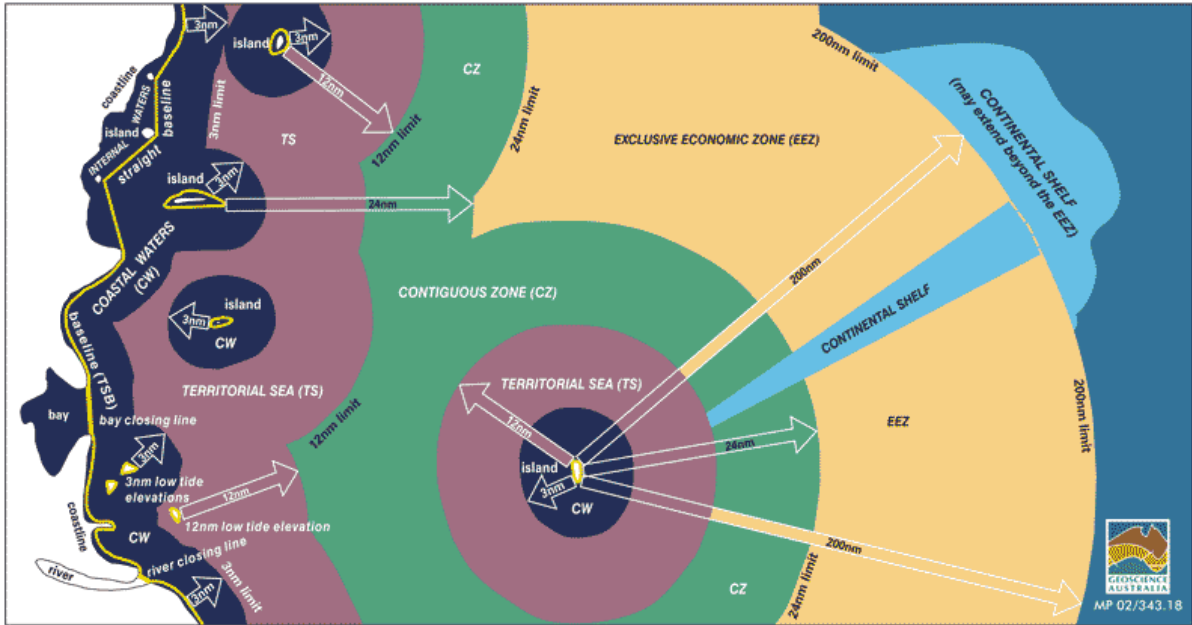 3nm
island
3nm
12nm
CZ
200nm limit
coastline
INTERNAL WATERS
baseline
straight
island
3nm limit
TS
12nm limit
24nm limit
EXCLUSIVE ECONOMIC ZONE (EEZ)
CONTINENTAL SHELF
(may extend beyond
the EEZ)
island
3nm
24nm
COASTAL WATERS
(CW)
CONTIGUOUS ZONE (CZ)
200nm
island
3nm
CW
CONTINENTAL SHELF
baseline (TSB)
TERRITORIAL SEA (TS)
TERRITORIAL SEA (TS)
200nm limit
bay
bay closing line
12nm limit
12nm
EEZ
3nm
24nm
3nm low tide
elevations
12nm
island
3nm
CW
coastline
12nm low tide elevation
CW
river closing line
200nm
river
3nm
3nm limit
CZ
24nm limit
GEOSCIENCE
AUSTRALIA
MP 02/343.18